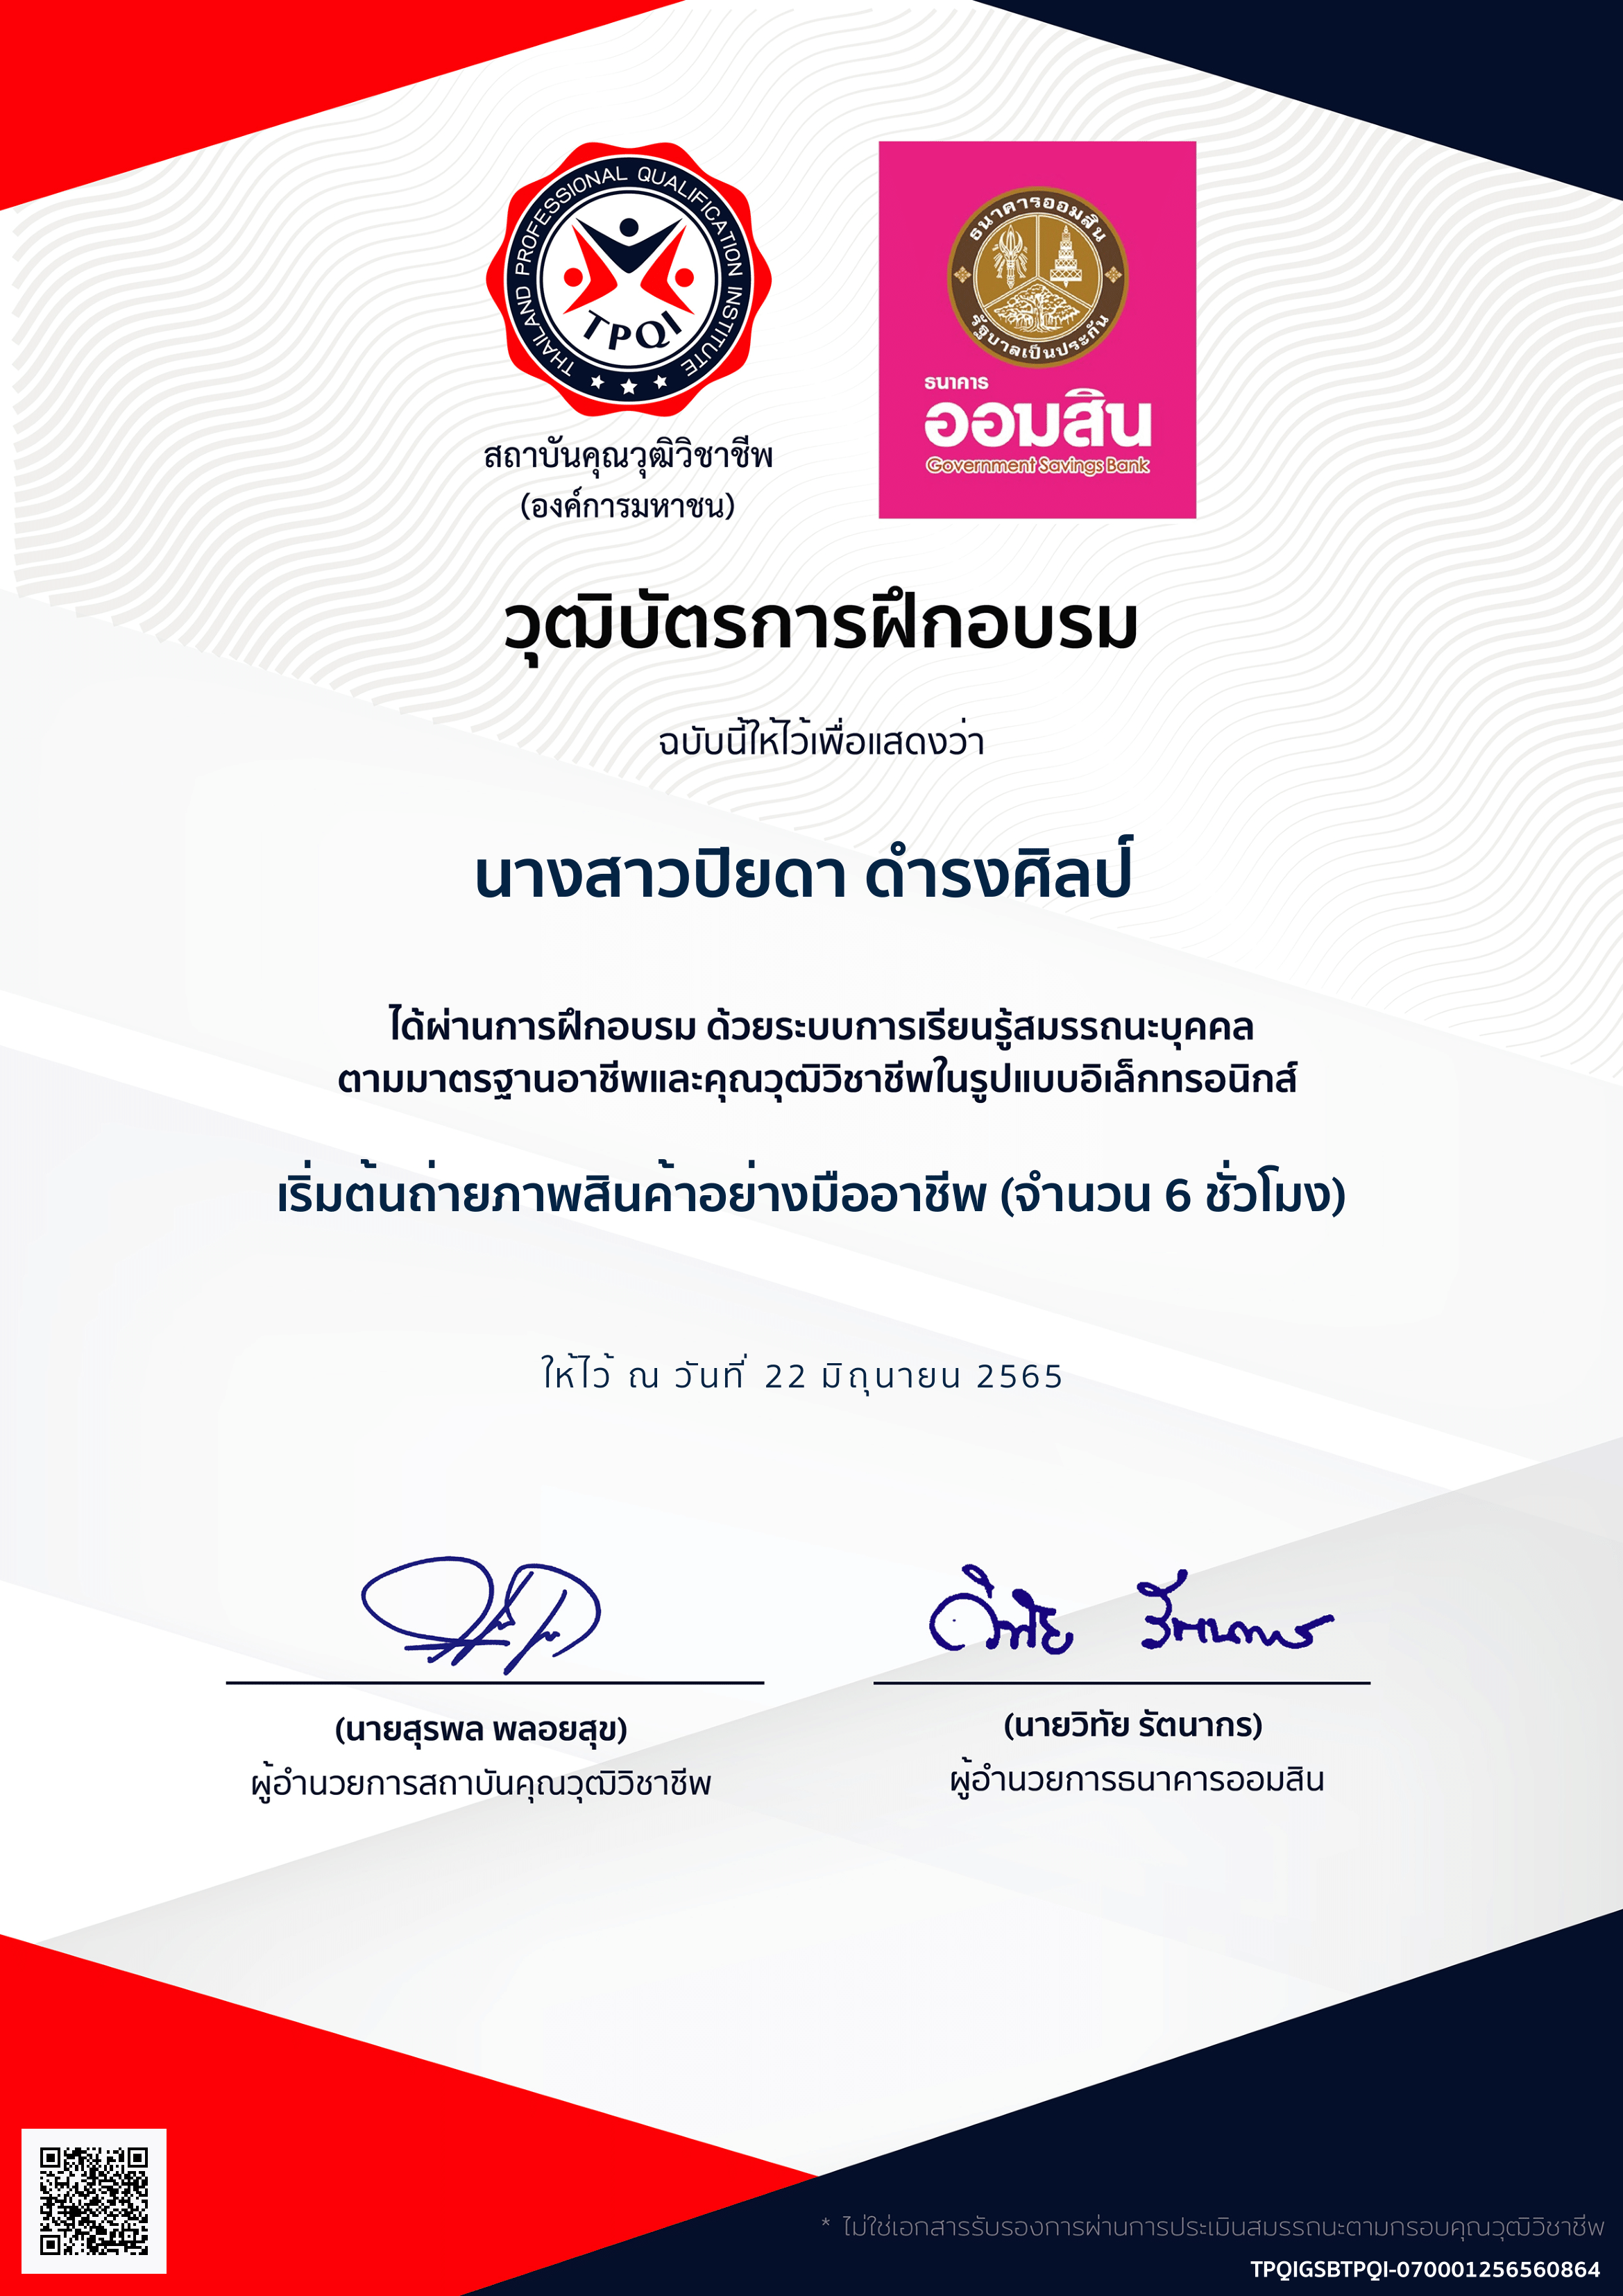 THAILAND PROFESSIONAL QUALIFICATION INSTITUTE
TPQI
สถาบันคุณวุฒิวิชาชีพ
(องค์การมหาชน)
ธนาคารออมสิน
รัฐบาลเป็นประกัน
ธนาคาร
ออมสิน
Government Savings Bank
วุฒิบัตรการฝึกอบรม
ฉบับนี้ให้ไว้เพื่อแสดงว่า
นางสาวปิยดา ดำรงศิลป์
ได้ผ่านการฝึกอบรม ด้วยระบบการเรียนรู้สมรรถนะบุคคล
ตามมาตรฐานอาชีพและคุณวุฒิวิชาชีพในรูปแบบอิเล็กทรอนิกส์
เริ่มต้นถ่ายภาพสินค้าอย่างมืออาชีพ (จำนวน 6 ชั่วโมง)
ให้ไว้ ณ วันที่ 22 มิถุนายน 2565
วิทัย รัตนากร
(นายสุรพล พลอยสุข)
ผู้อำนวยการสถาบันคุณวุฒิวิชาชีพ
(นายวิทัย รัตนากร)
ผู้อำนวยการธนาคารออมสิน
* ไม่ใช่เอกสารรับรองการผ่านการประเมินสมรรถนะตามกรอบคุณวุฒิวิชาชีพ
TPQIGSBTPQI-070001256560864